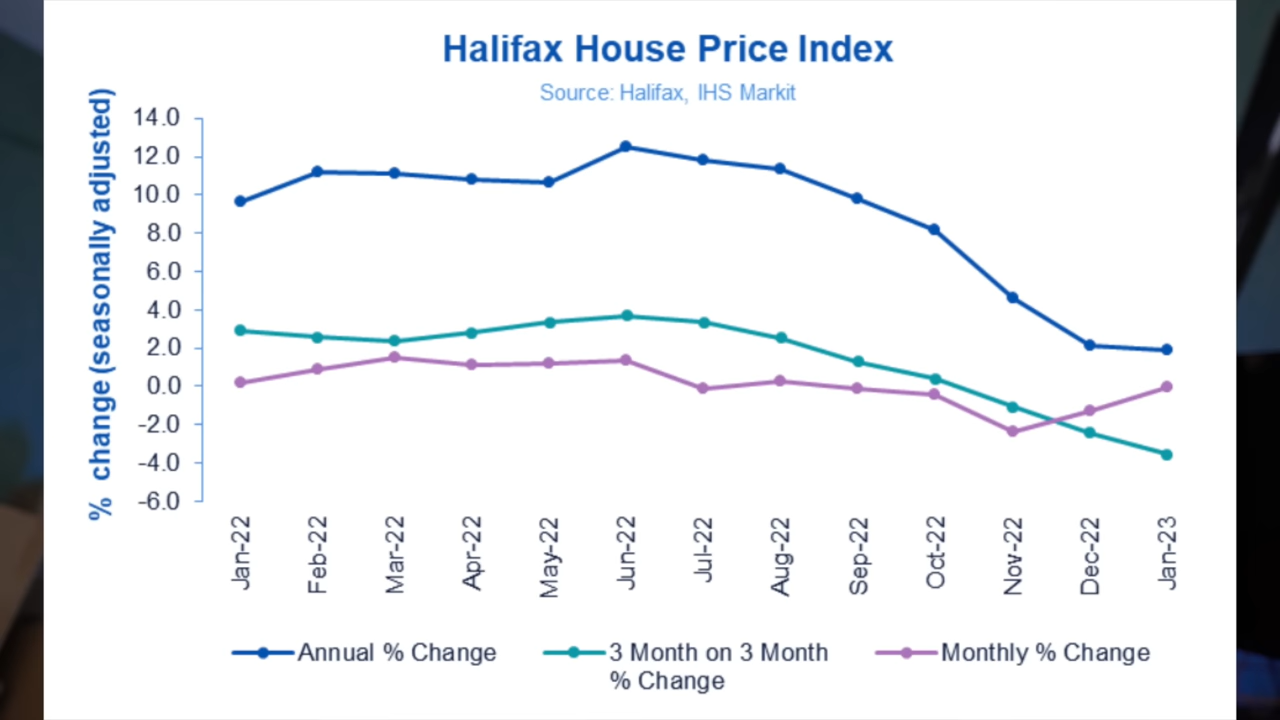 Halifax House Price Index
Source: Halifax, IHS Markit
% change (seasonally adjusted)
14.0
12.0
10.0
8.0
6.0
4.0
2.0
0.0
-2.0
-4.0
-6.0
Jan-22
Feb-22
Mar-22
Apr-22
May-22
Jun-22
Jul-22
Aug-22
Sep-22
Oct-22
Nov-22
Dec-22
Jan-23
Annual % Change
3 Month on 3 Month
% Change
Monthly % Change